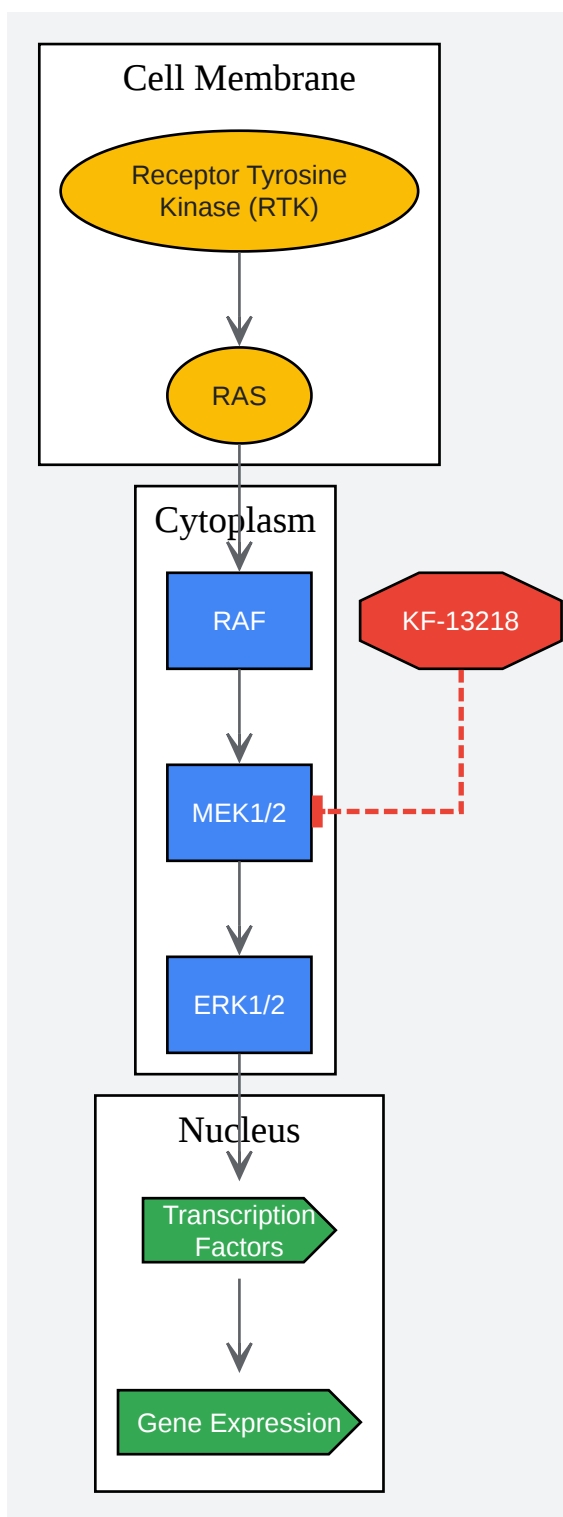 Cell Membrane
Receptor Tyrosine
Kinase (RTK)
RAS
Cytoplasm
RAF
KF-13218
MEK1/2
ERK1/2
Nucleus
Transcription
Factors
Gene Expression